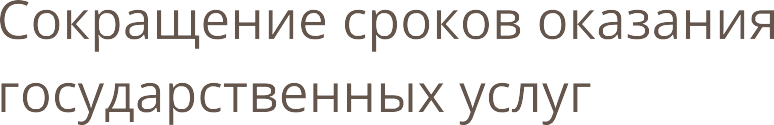 Сокращение сроков оказания
государственных услуг